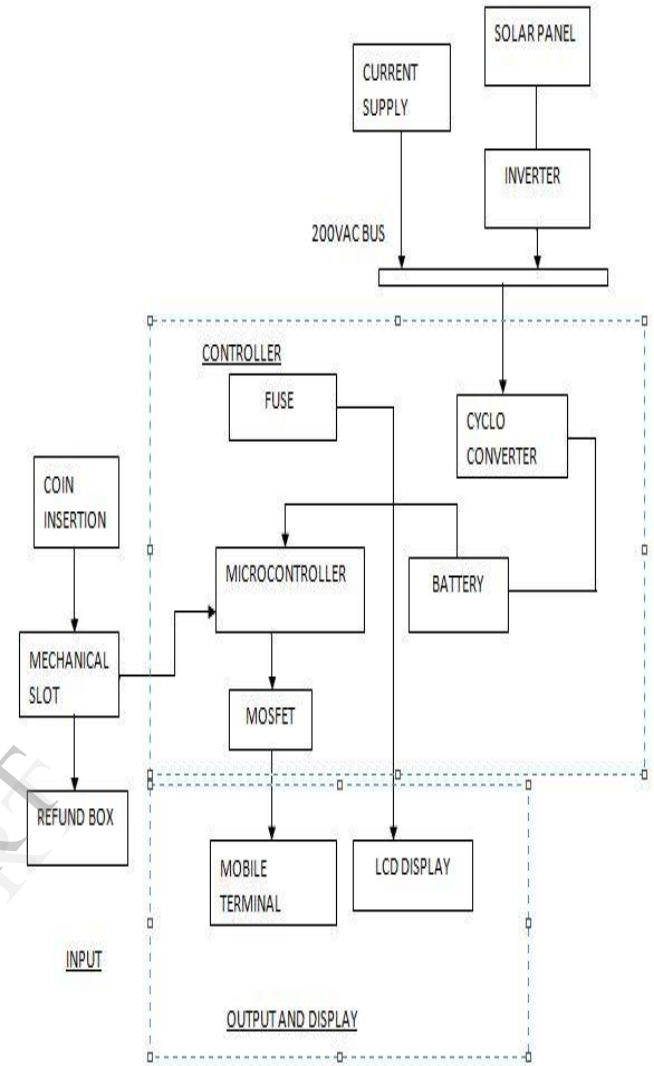 SOLAR PANEL
CURRENT
SUPPLY
INVERTER
200VAC BUS
CONTROLLER
FUSE
CYCLO
CONVERTER
COIN
INSERTION
MICROCONTROLLER
BATTERY
MECHANICAL
SLOT
MOSFET
REFUND BOX
MOBILE
TERMINAL
LCD DISPLAY
INPUT
OUTPUT AND DISPLAY